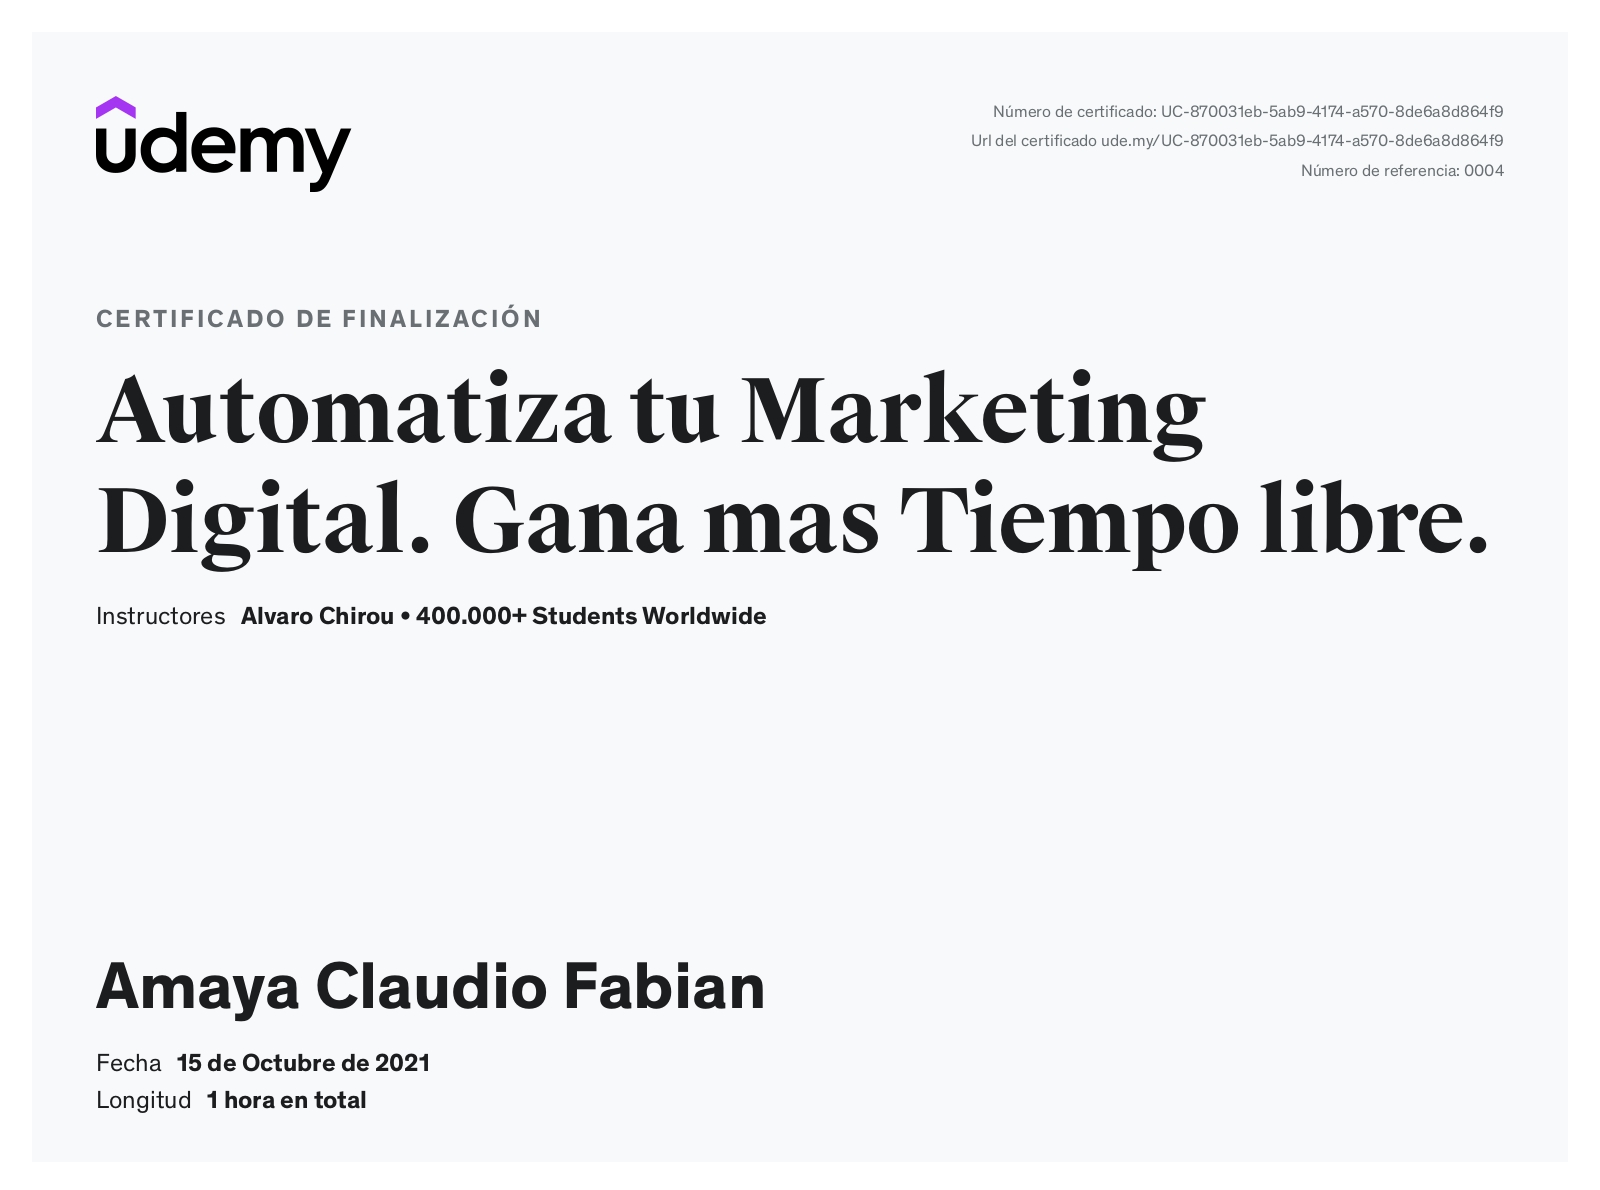 udemy
Número de certificado: UC-870031eb-5ab9-4174-a570-8de6a8d864f9
Url del certificado ude.my/UC-870031eb-5ab9-4174-a570-8de6a8d864f9
Número de referencia: 0004
CERTIFICADO DE FINALIZACIÓN
Automatiza tu Marketing
Digital. Gana mas Tiempo libre.
Instructores Alvaro Chirou • 400.000+ Students Worldwide
Amaya Claudio Fabian
Fecha 15 de Octubre de 2021
Longitud 1 hora en total